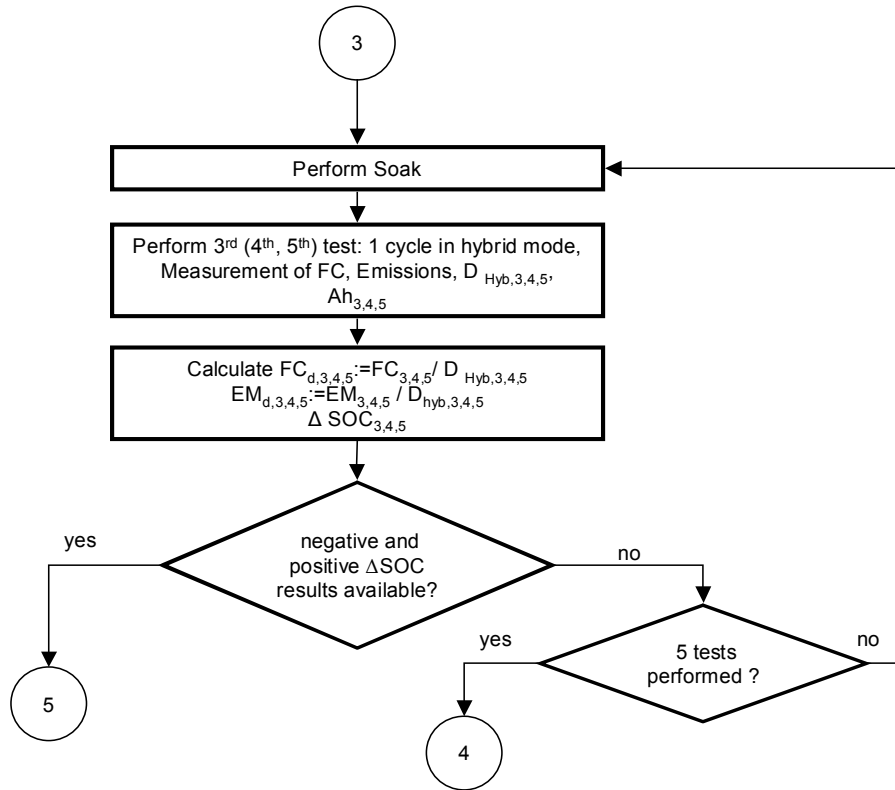 3
Perform Soak
Perform 3rd (4th, 5th) test: 1 cycle in hybrid mode,
Measurement of FC, Emissions, D Hyb,3,4,5,
Ah3,4,5
Calculate FCd,3,4,5:=FC3,4,5/ D Hyb,3,4,5
EMd,3,4,5:=EM3,4,5 / Dhyb,3,4,5
Δ SOC3,4,5
negative and
positive ΔSOC
results available?
yes
no
5 tests
performed ?
yes
no
5
4